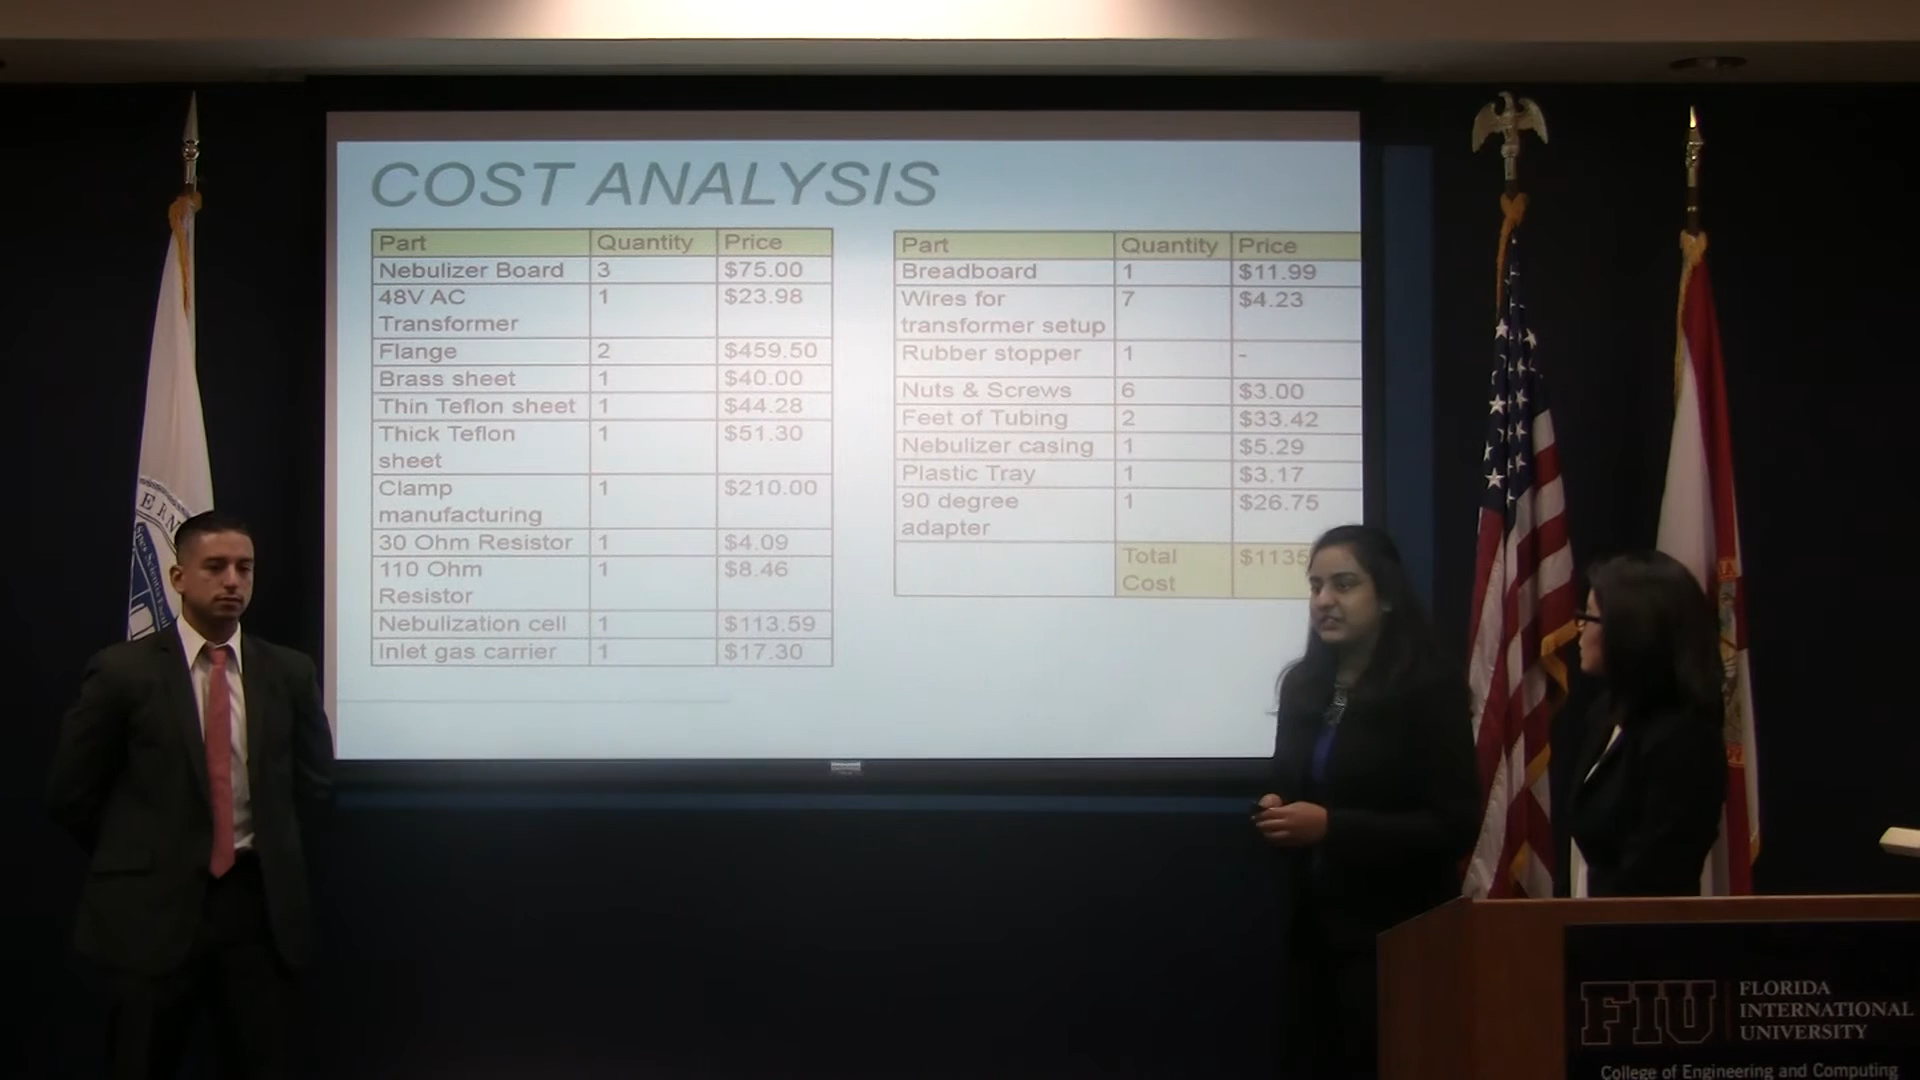 COST ANALYSIS
Part Quantity Price
Nebulizer Board 3 $75.00
48V AC 1 $23.98
Transformer
Flange 2 $459.50
Brass sheet 1 $40.00
Thin Teflon sheet 1 $44.28
Thick Teflon 1 $51.30
sheet
Clamp 1 $210.00
manufacturing
30 Ohm Resistor 1 $4.09
110 Ohm 1 $8.46
Resistor
Nebulization cell 1 $113.59
Inlet gas carrier 1 $17.30
Part Quantity Price
Breadboard 1 $11.99
Wires for 7 $4.23
transformer setup
Rubber stopper 1 -
Nuts & Screws 6 $3.00
Feet of Tubing 2 $33.42
Nebulizer casing 1 $5.29
Plastic Tray 1 $3.17
90 degree 1 $26.75
adapter
Total $1135
Cost
FIU
FLORIDA
INTERNATIONAL
UNIVERSITY
College of Engineering and Computing